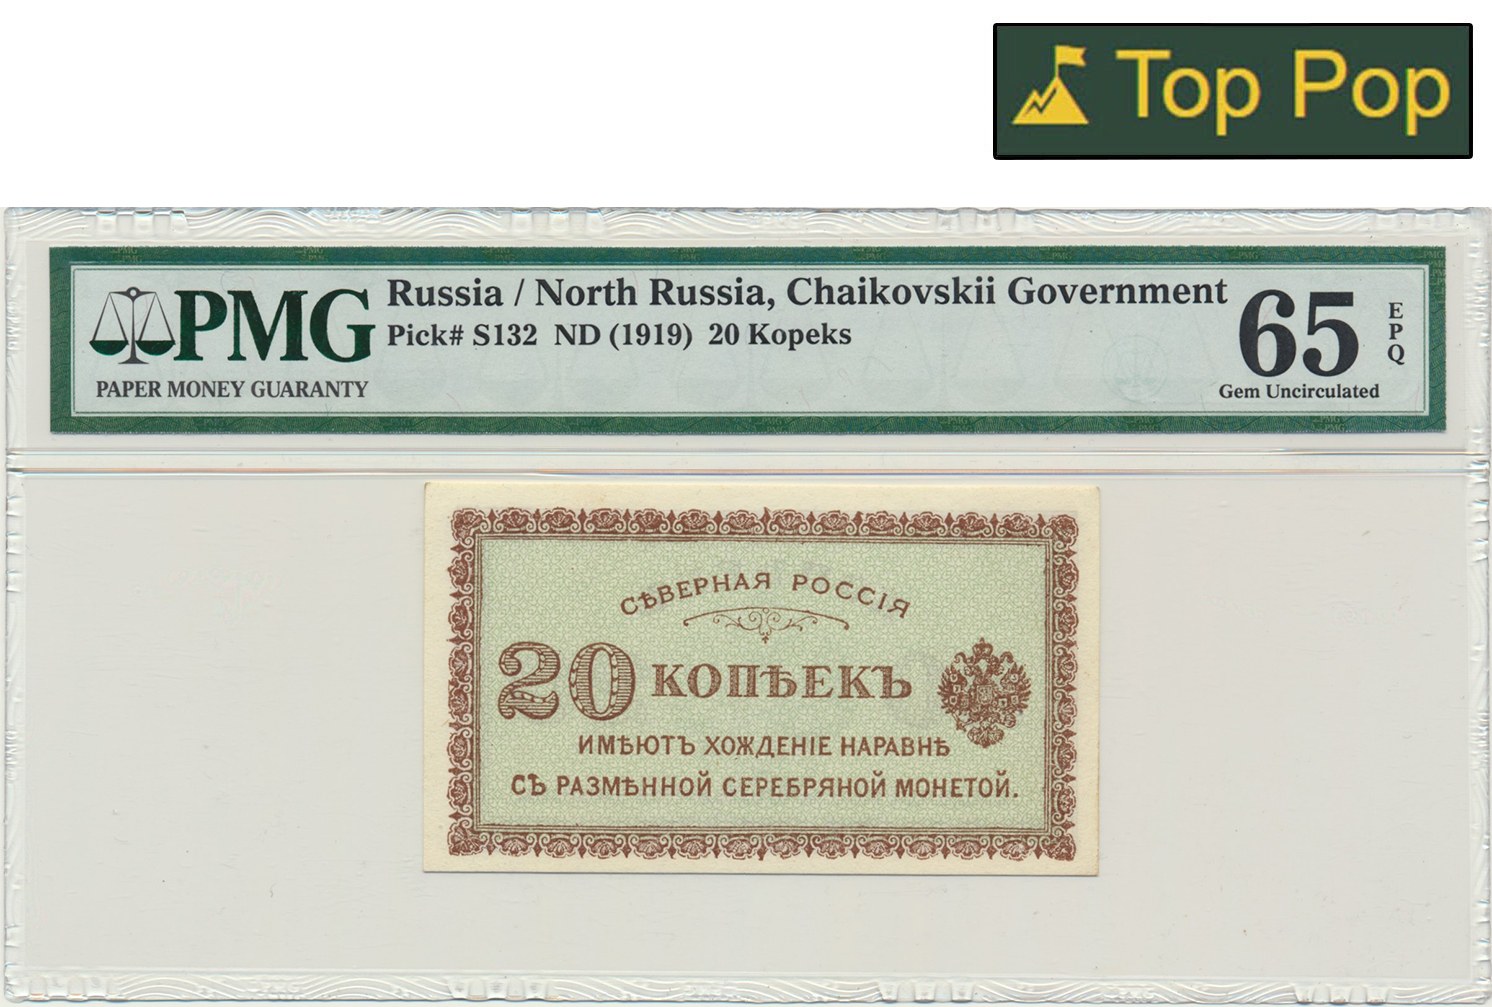 Top Pop
PMG
PAPER MONEY GUARANTY
Russia / North Russia, Chaikovskii Government
Pick# S132 ND (1919) 20 Kopeks
65
EPQ
Gem Uncirculated
СѢВЕРНАЯ РОССІЯ
20 КОПѢЕКЪ
ИМѢЮТЪ ХОЖДЕНІЕ НАРАВНѢ
СЪ РАЗМѢННОЙ СЕРЕБРЯНОЙ МОНЕТОЙ.